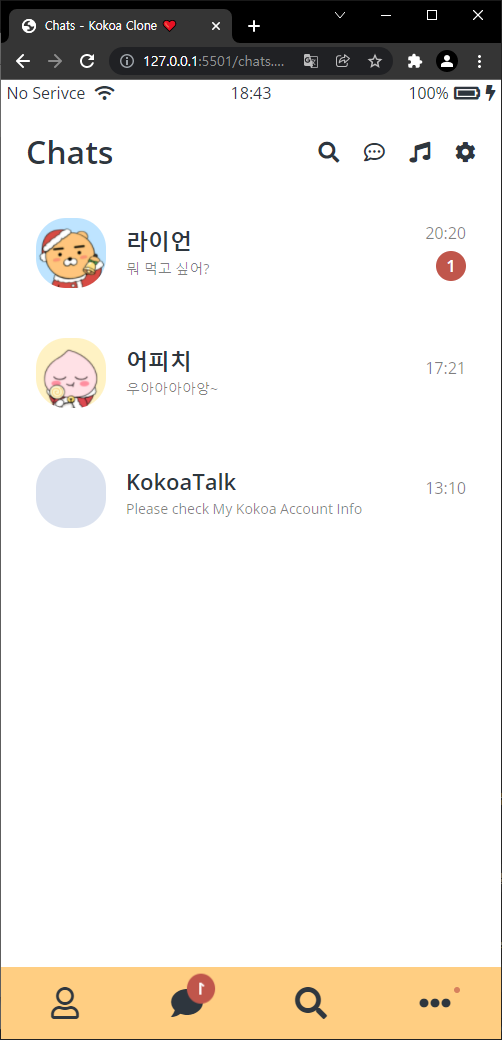 Chats - Kokoa Clone ❤️
127.0.0.1:5501/chats....
No Serivce 18:43 100%
Chats
라이언 20:20
뭐 먹고 싶어? 1
어피치
우아아아아앙~ 17:21
KokoaTalk 13:10
Please check My Kokoa Account Info
1